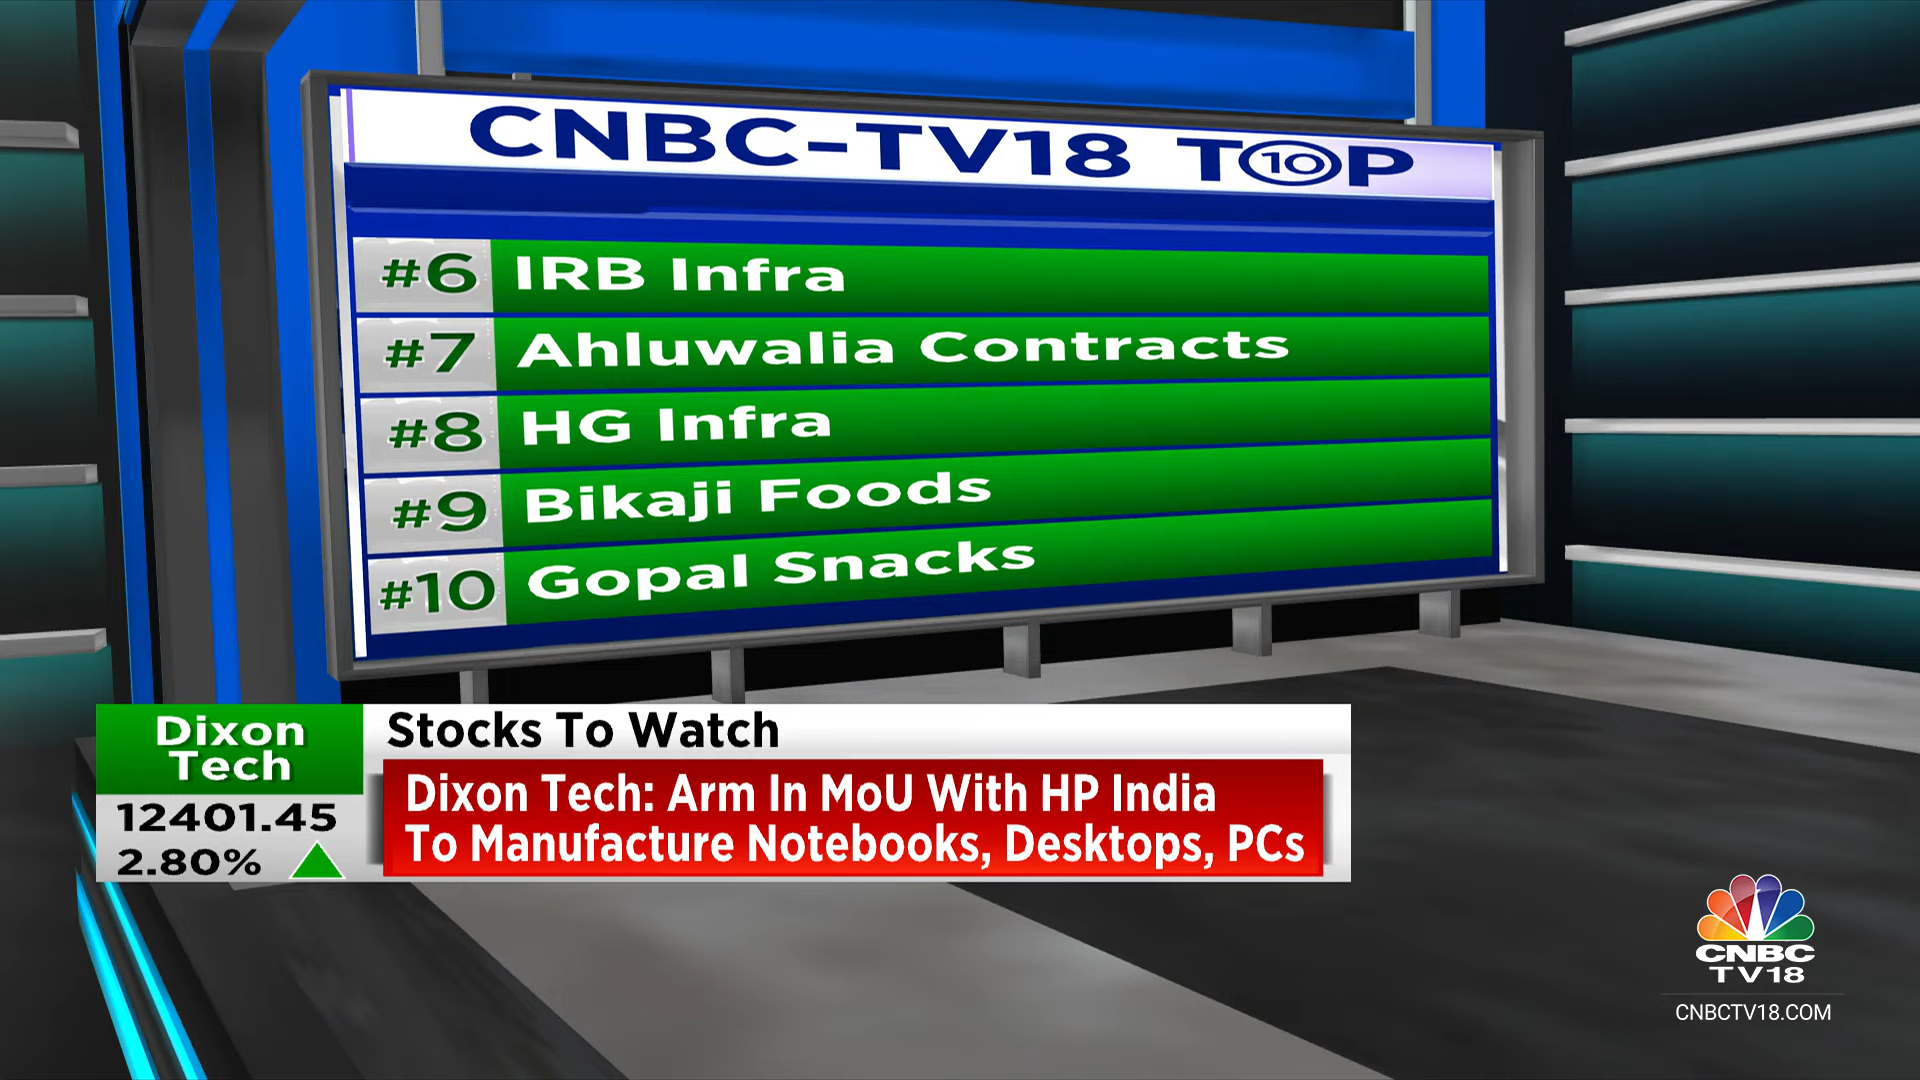 CNBC-TV18 TOP
10
#6 IRB Infra
#7 Ahluwalia Contracts
#8 HG Infra
#9 Bikaji Foods
#10 Gopal Snacks
Dixon
Tech
12401.45
2.80%
Stocks To Watch
Dixon Tech: Arm In MoU With HP India
To Manufacture Notebooks, Desktops, PCs
CNBC
TV18
CNBCTV18.COM